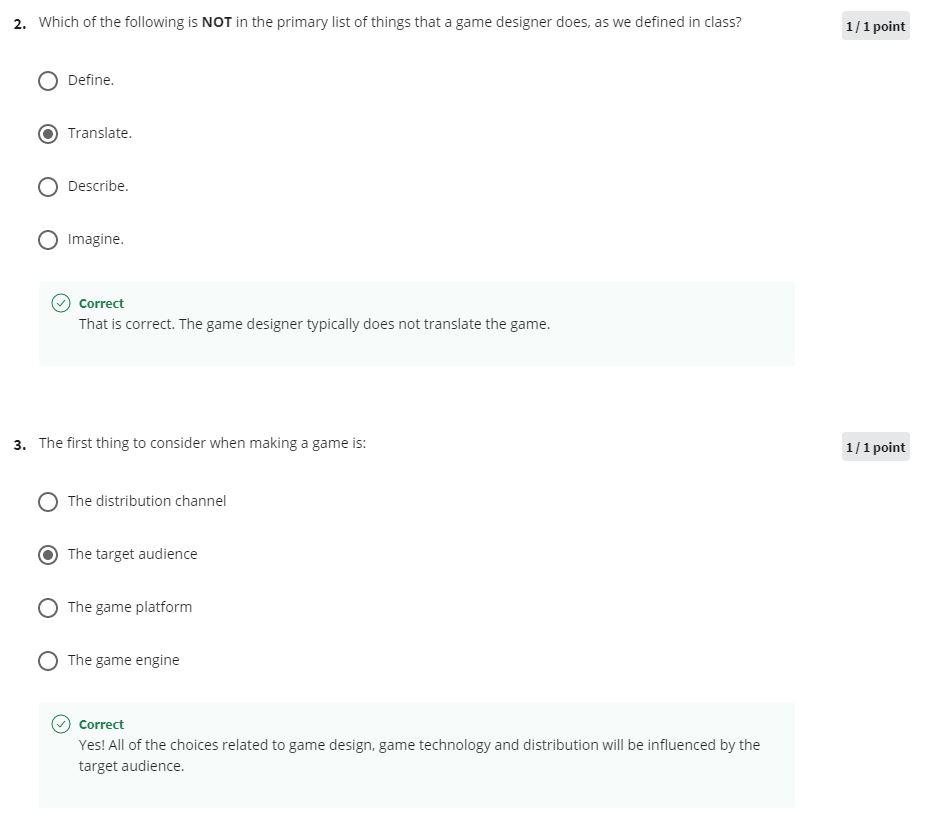 2. Which of the following is NOT in the primary list of things that a game designer does, as we defined in class?
1 / 1 point
Define.
Translate.
Describe.
Imagine.
Correct
That is correct. The game designer typically does not translate the game.
3. The first thing to consider when making a game is:
1 / 1 point
The distribution channel
The target audience
The game platform
The game engine
Correct
Yes! All of the choices related to game design, game technology and distribution will be influenced by the
target audience.